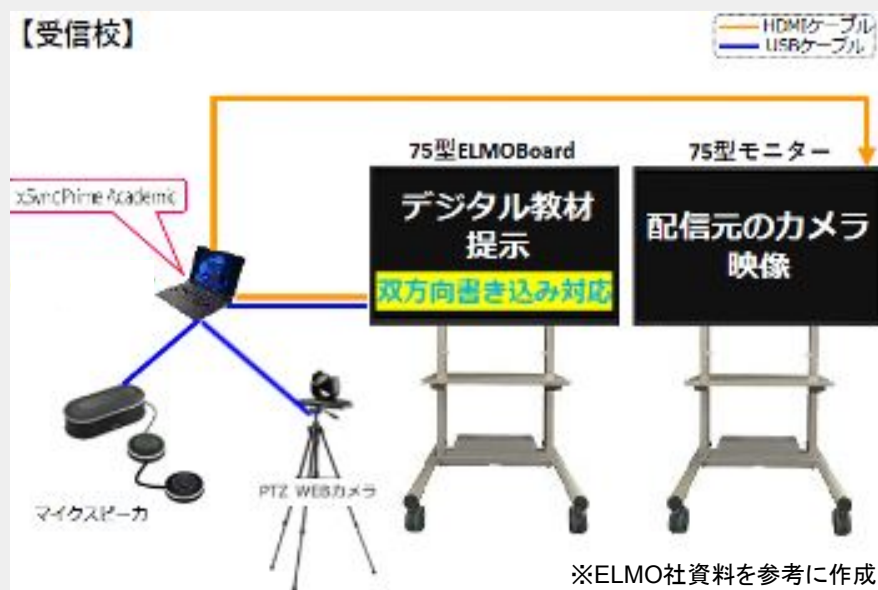 【受信校】
HDMIケーブル
USBケーブル
75型ELMOBoard
75型モニター
xSync Prime Academic
デジタル教材
提示
双方向書き込み対応
配信元のカメラ
映像
PTZ WEBカメラ
マイクスピーカ
※ELMO社資料を参考に作成